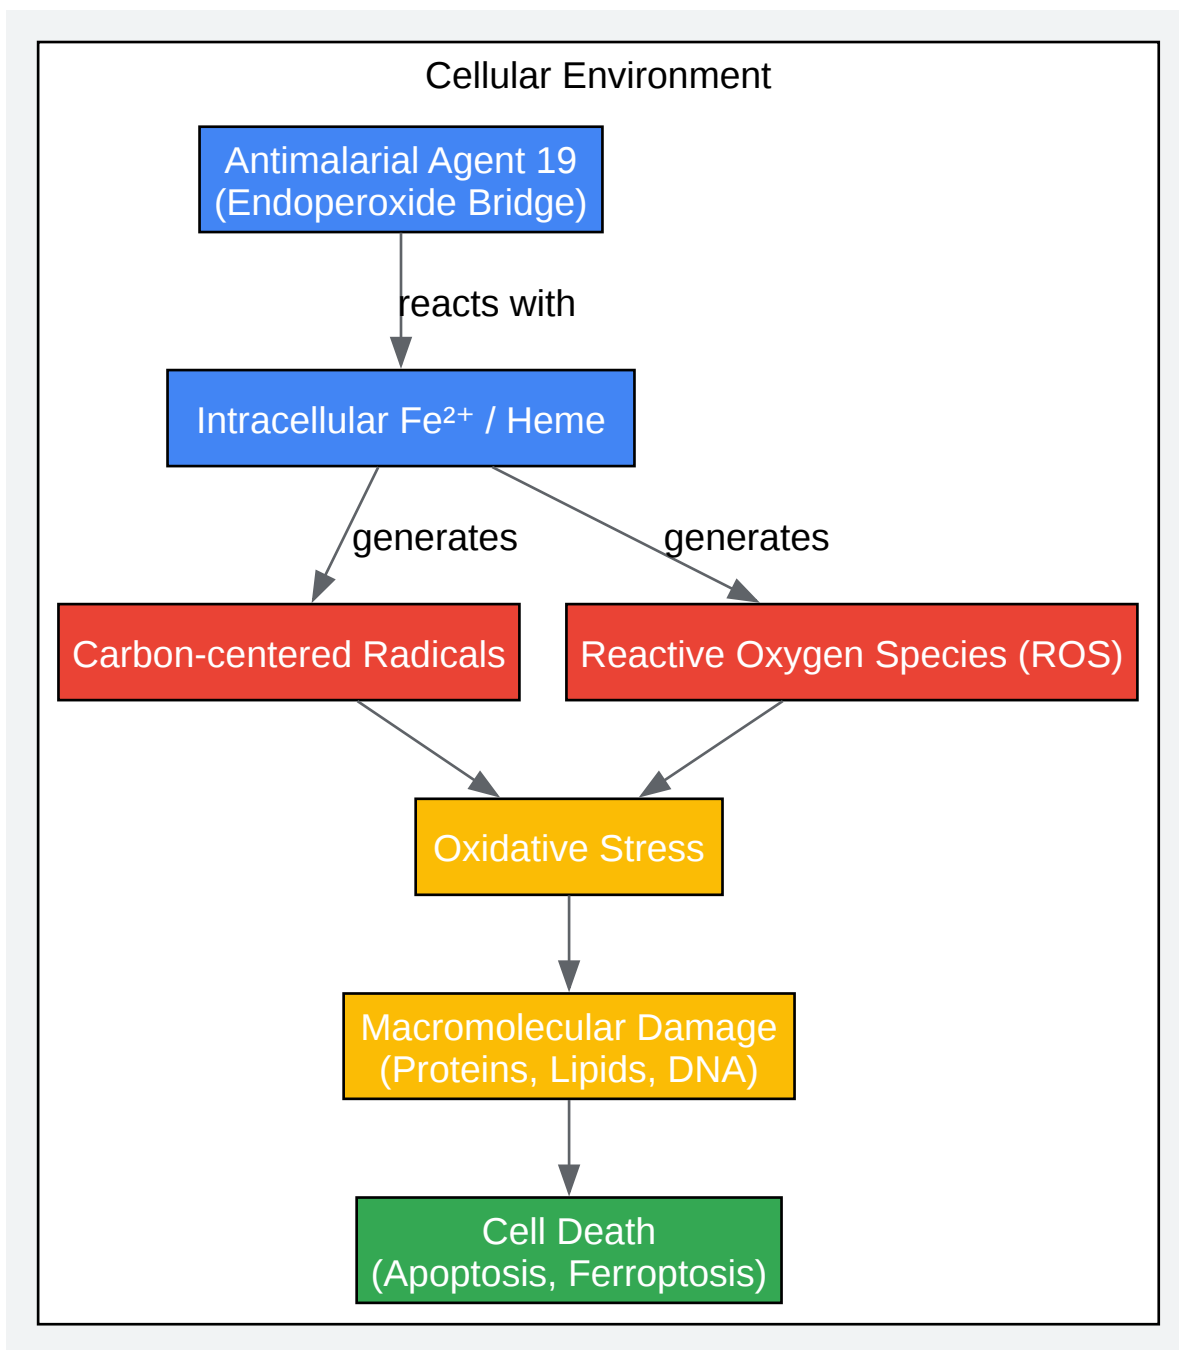 Cellular Environment
Antimalarial Agent 19
(Endoperoxide Bridge)
reacts with
Intracellular Fe²⁺ / Heme
generates
generates
Carbon-centered Radicals
Reactive Oxygen Species (ROS)
Oxidative Stress
Macromolecular Damage
(Proteins, Lipids, DNA)
Cell Death
(Apoptosis, Ferroptosis)